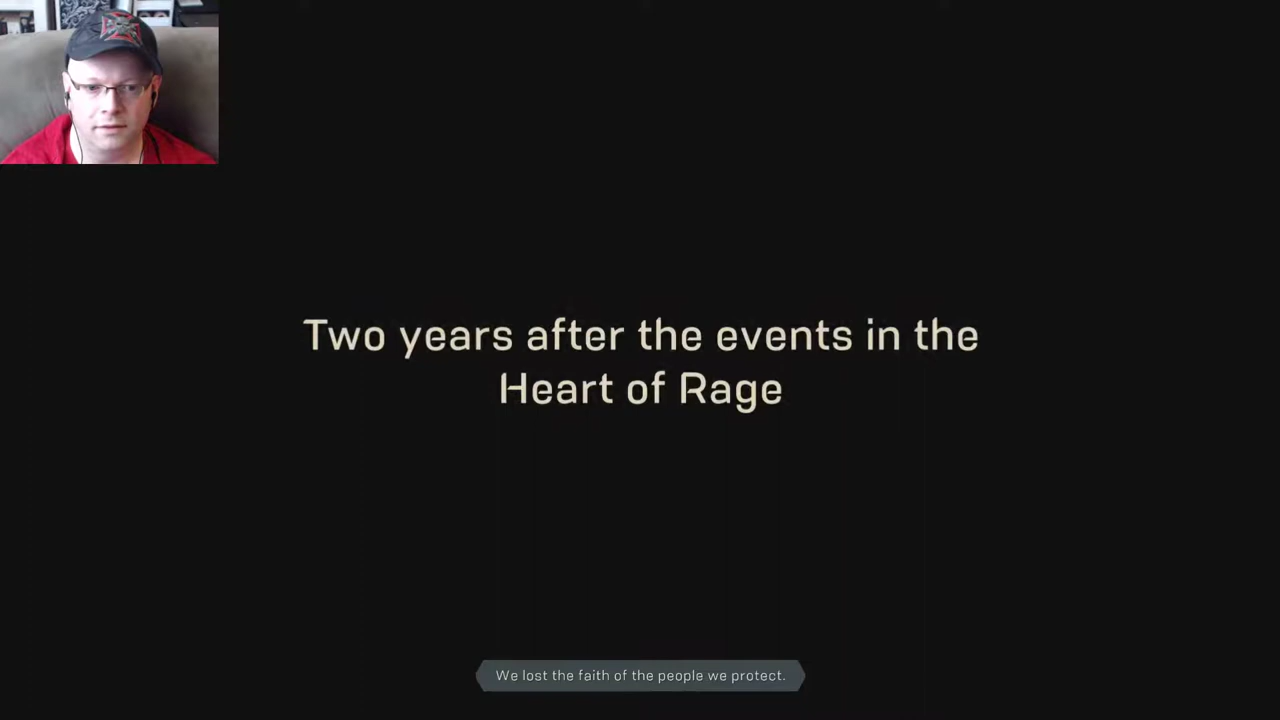 Two years after the events in the
Heart of Rage
We lost the faith of the people we protect.